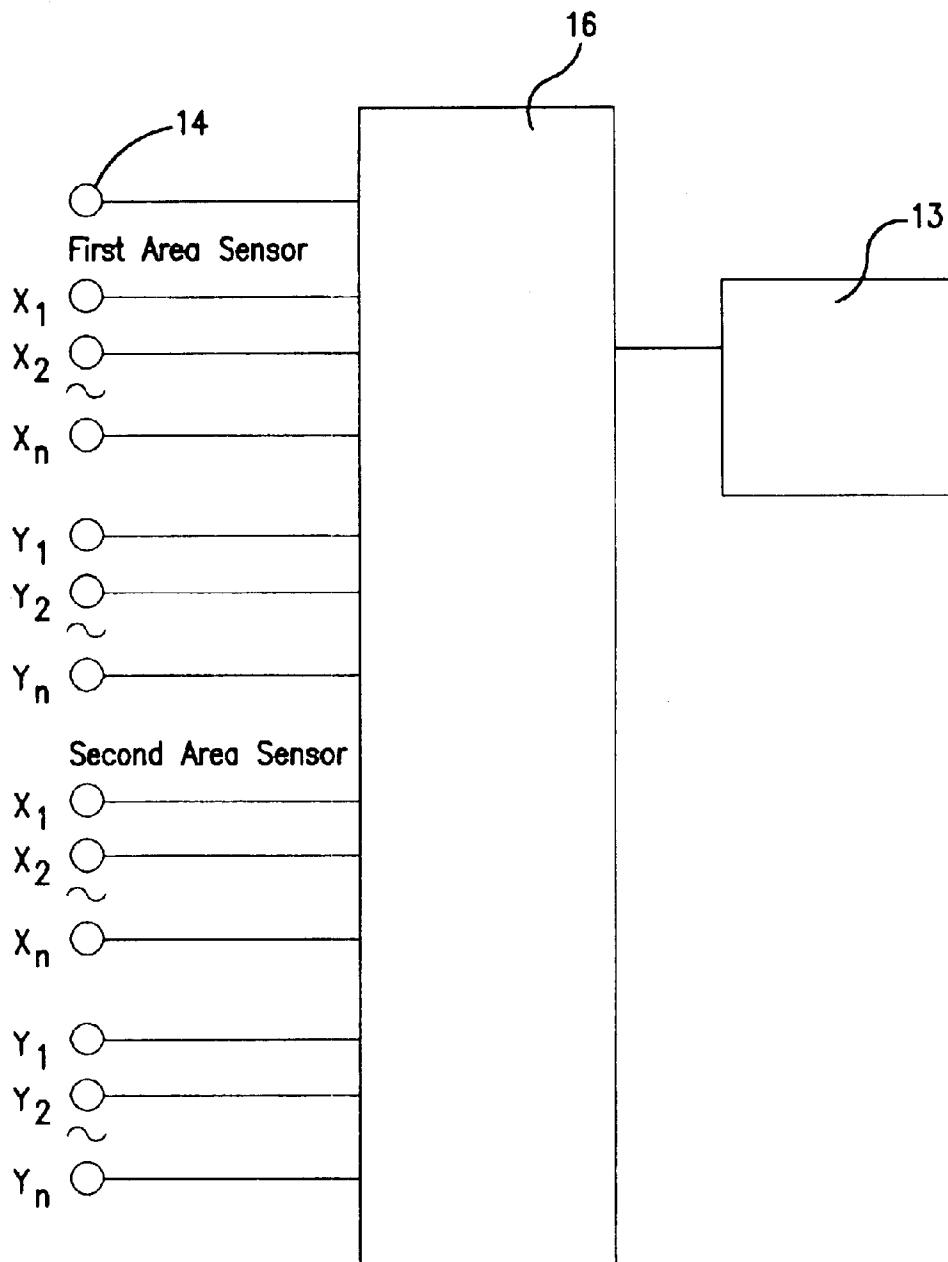 16
14
13
First Area Sensor
X1
X2
Xn
Y1
Y2
Yn
Second Area Sensor
X1
X2
Xn
Y1
Y2
Yn